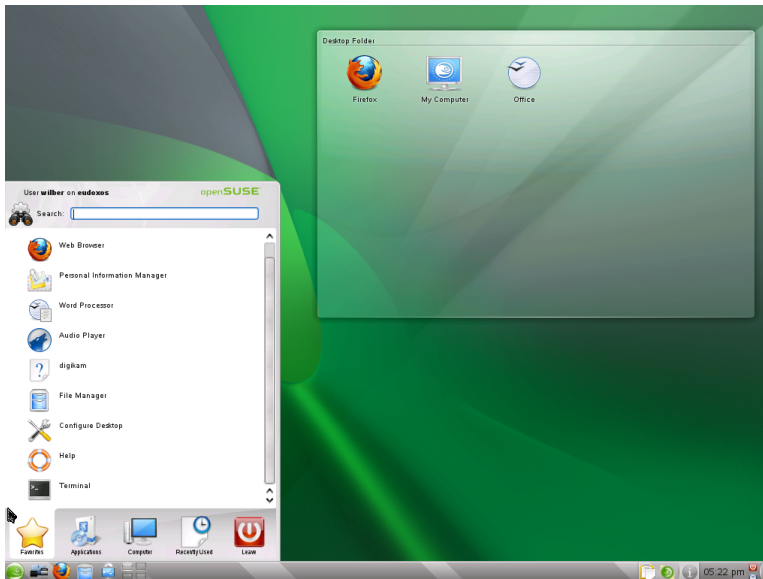 Desktop Folder
Firefox
My Computer
Office
User wilber on eudoxos
openSUSE
Search:
Web Browser
Personal Information Manager
Word Processor
Audio Player
digikam
File Manager
Configure Desktop
Help
Terminal
Favorites
Applications
Computer
Recently Used
Leave
05:22 pm